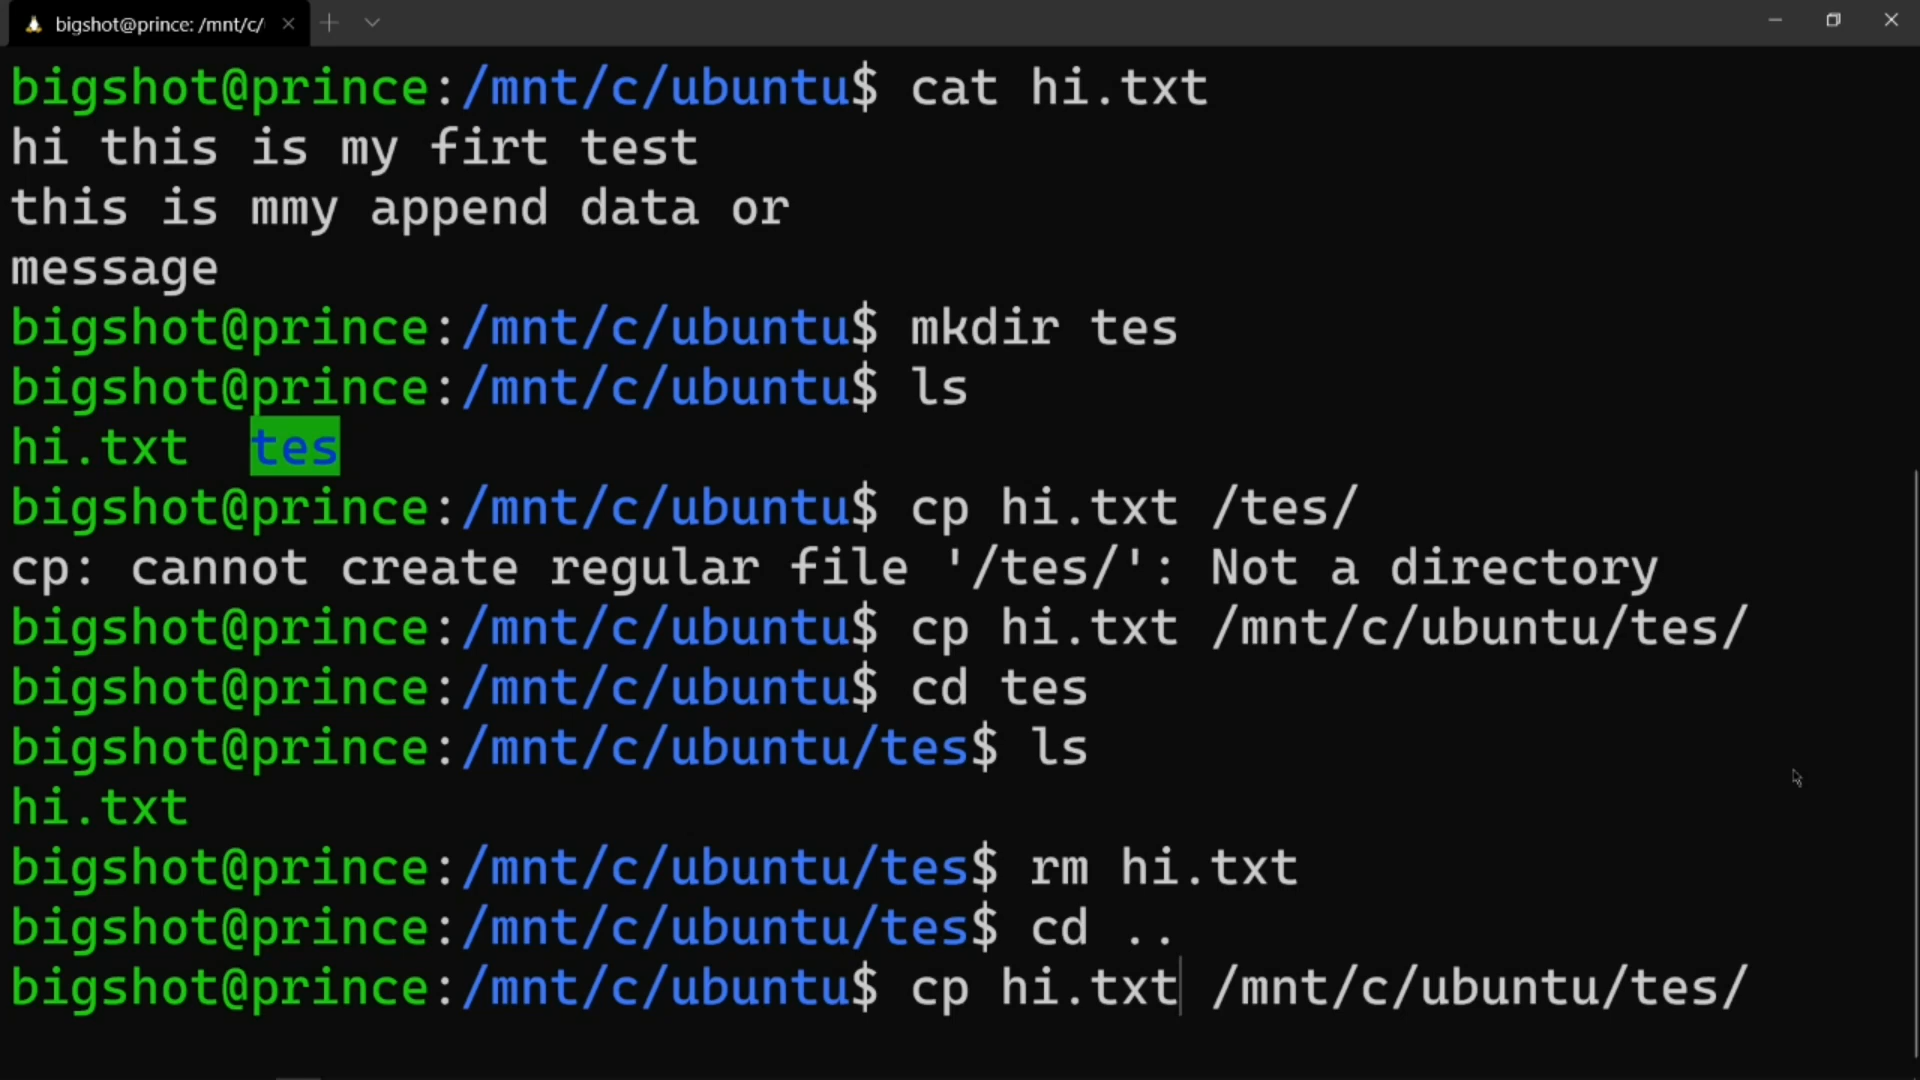 bigshot@prince: /mnt/c/
bigshot@prince:/mnt/c/ubuntu$ cat hi.txt
hi this is my firt test
this is mmy append data or
message
bigshot@prince:/mnt/c/ubuntu$ mkdir tes
bigshot@prince:/mnt/c/ubuntu$ ls
hi.txt  tes
bigshot@prince:/mnt/c/ubuntu$ cp hi.txt /tes/
cp: cannot create regular file '/tes/': Not a directory
bigshot@prince:/mnt/c/ubuntu$ cp hi.txt /mnt/c/ubuntu/tes/
bigshot@prince:/mnt/c/ubuntu$ cd tes
bigshot@prince:/mnt/c/ubuntu/tes$ ls
hi.txt
bigshot@prince:/mnt/c/ubuntu/tes$ rm hi.txt
bigshot@prince:/mnt/c/ubuntu/tes$ cd ..
bigshot@prince:/mnt/c/ubuntu$ cp hi.txt /mnt/c/ubuntu/tes/